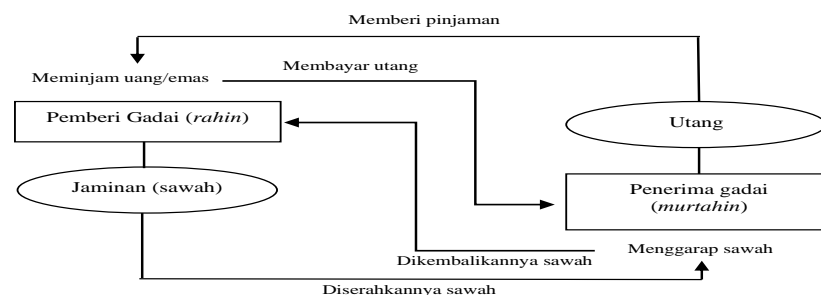 Memberi pinjaman
Meminjam uang/emas
Membayar utang
Pemberi Gadai (rahin)
Utang
Jaminan (sawah)
Penerima gadai
(murtahin)
Menggarap sawah
Dikembalikannya sawah
Diserahkannya sawah